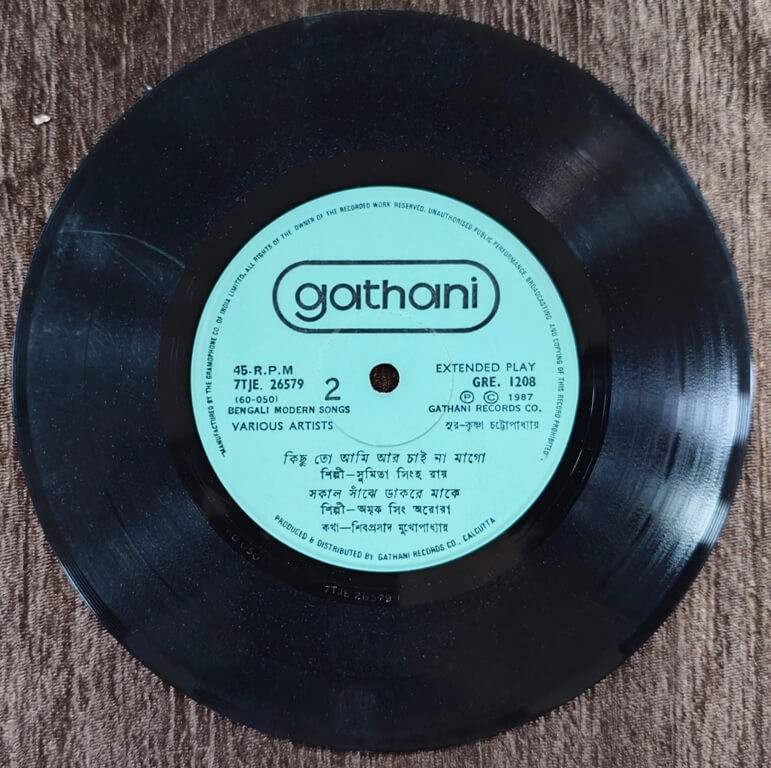 MANUFACTURED BY THE GRAMOPHONE CO. OF INDIA LIMITED. ALL RIGHTS OF THE OWNER OF THE RECORDED WORK RESERVED. UNAUTHORISED PUBLIC PERFORMANCE BROADCASTING AND COPYING OF THIS RECORD PROHIBITED.
gathani
45-R.P.M
EXTENDED PLAY
7TJE. 26579
2
GRE. 1208
(60-050)
Ⓟ Ⓒ 1987
BENGALI MODERN SONGS
GATHANI RECORDS CO.
VARIOUS ARTISTS
সুর-কৃষ্ণা চট্টোপাধ্যায়
কিছু তো আমি আর চাই না মাগো
শিল্পী-সুমিতা সিংহ রায়
সকাল সাঁঝে ডাকরে মাকে
শিল্পী-অমৃক সিং অরোরা
কথা-শিবপ্রসাদ মুখোপাধ্যায়
PRODUCED & DISTRIBUTED BY GATHANI RECORDS CO., CALCUTTA
7TJE 26579